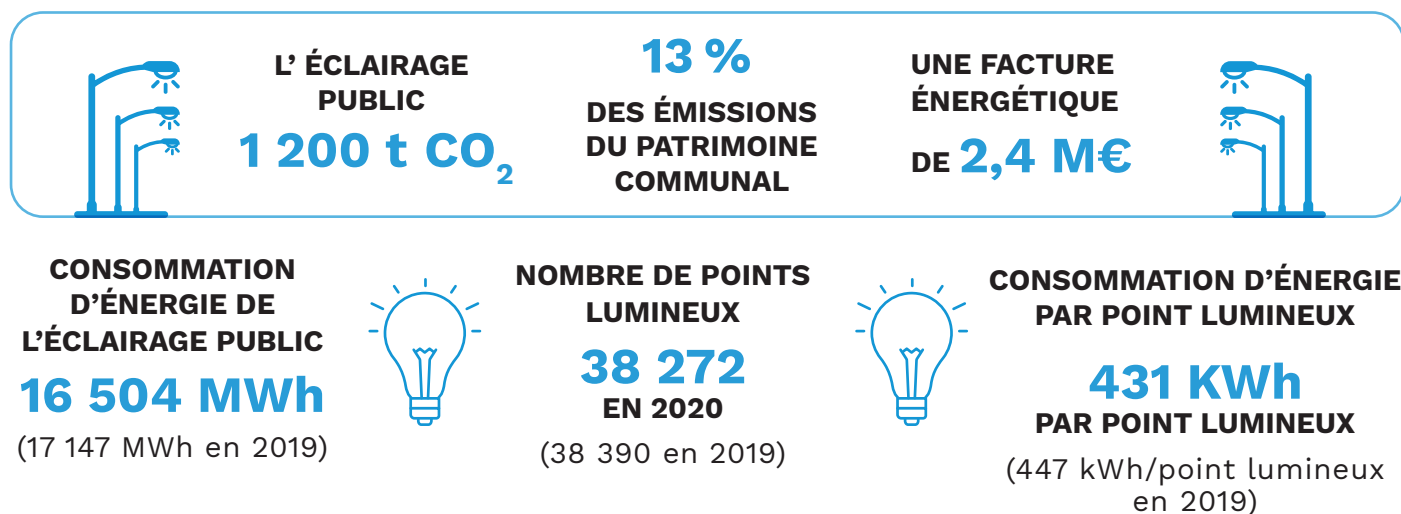 L’ ÉCLAIRAGE
PUBLIC
1 200 t CO₂
13 %
DES ÉMISSIONS
DU PATRIMOINE
COMMUNAL
UNE FACTURE
ÉNERGÉTIQUE
DE 2,4 M€
CONSOMMATION
D’ÉNERGIE DE
L’ÉCLAIRAGE PUBLIC
16 504 MWh
(17 147 MWh en 2019)
NOMBRE DE POINTS
LUMINEUX
38 272
EN 2020
(38 390 en 2019)
CONSOMMATION D’ÉNERGIE
PAR POINT LUMINEUX
431 KWh
PAR POINT LUMINEUX
(447 kWh/point lumineux
en 2019)